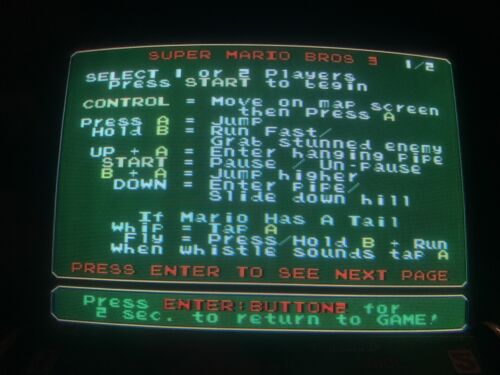 SUPER MARIO BROS 3 1/2
SELECT 1 or 2 Players
Press START to begin
CONTROL = Move on map screen
then Press A
Press A = Jump
Hold B = Run Fast/
Grab stunned enemy
UP + A = Enter hanging pipe
START = Pause / Un-pause
B + A = Jump higher
DOWN = Enter pipe/
Slide down hill
If Mario Has A Tail
Whip = Tap A
Fly = Press/Hold B + Run
When whistle sounds tap A
PRESS ENTER TO SEE NEXT PAGE
Press ENTER:BUTTON2 for
2 sec. to return to GAME!